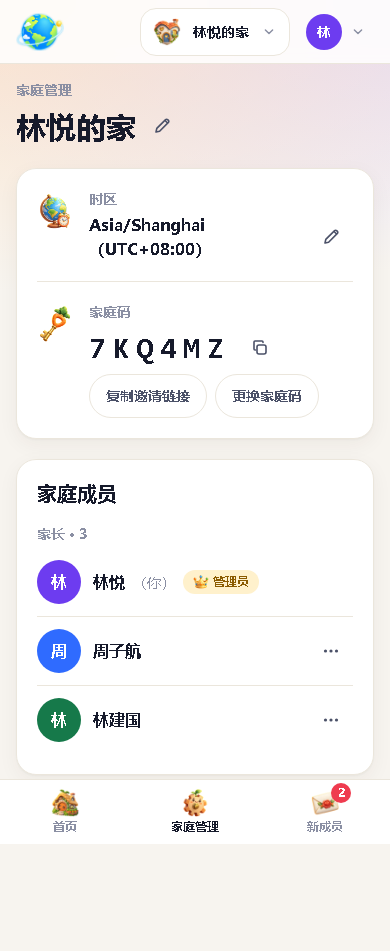 林悦的家
林
家庭管理
林悦的家
时区
Asia/Shanghai
（UTC+08:00）
家庭码
7KQ4MZ
复制邀请链接
更换家庭码
家庭成员
家长 • 3
林
林悦 （你） 管理员
周
周子航
林
林建国
2
首页
家庭管理
新成员